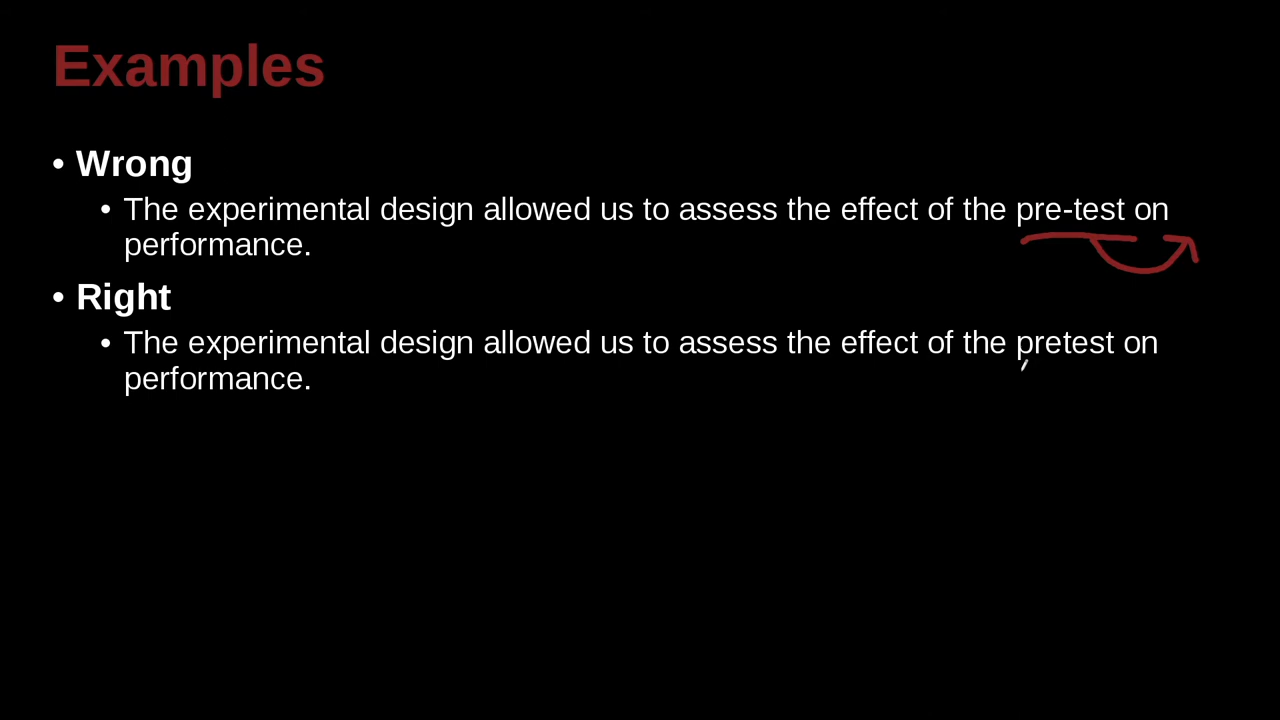 Examples
• Wrong
• The experimental design allowed us to assess the effect of the pre-test on
performance.
• Right
• The experimental design allowed us to assess the effect of the pretest on
performance.